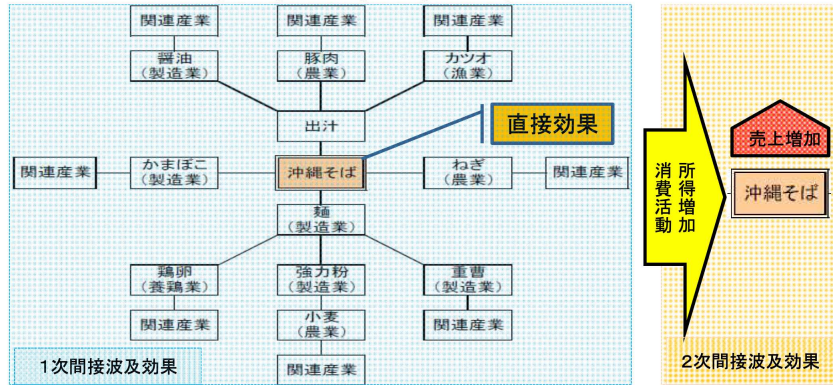 関連産業
関連産業
関連産業
醤油
(製造業)
豚肉
(農業)
カツオ
(漁業)
出汁
直接効果
関連産業
かまぼこ
(製造業)
沖縄そば
ねぎ
(農業)
関連産業
麺
(製造業)
鶏卵
(養鶏業)
強力粉
(製造業)
重曹
(製造業)
関連産業
小麦
(農業)
関連産業
関連産業
1次間接波及効果
所得増加
消費活動
売上増加
沖縄そば
2次間接波及効果